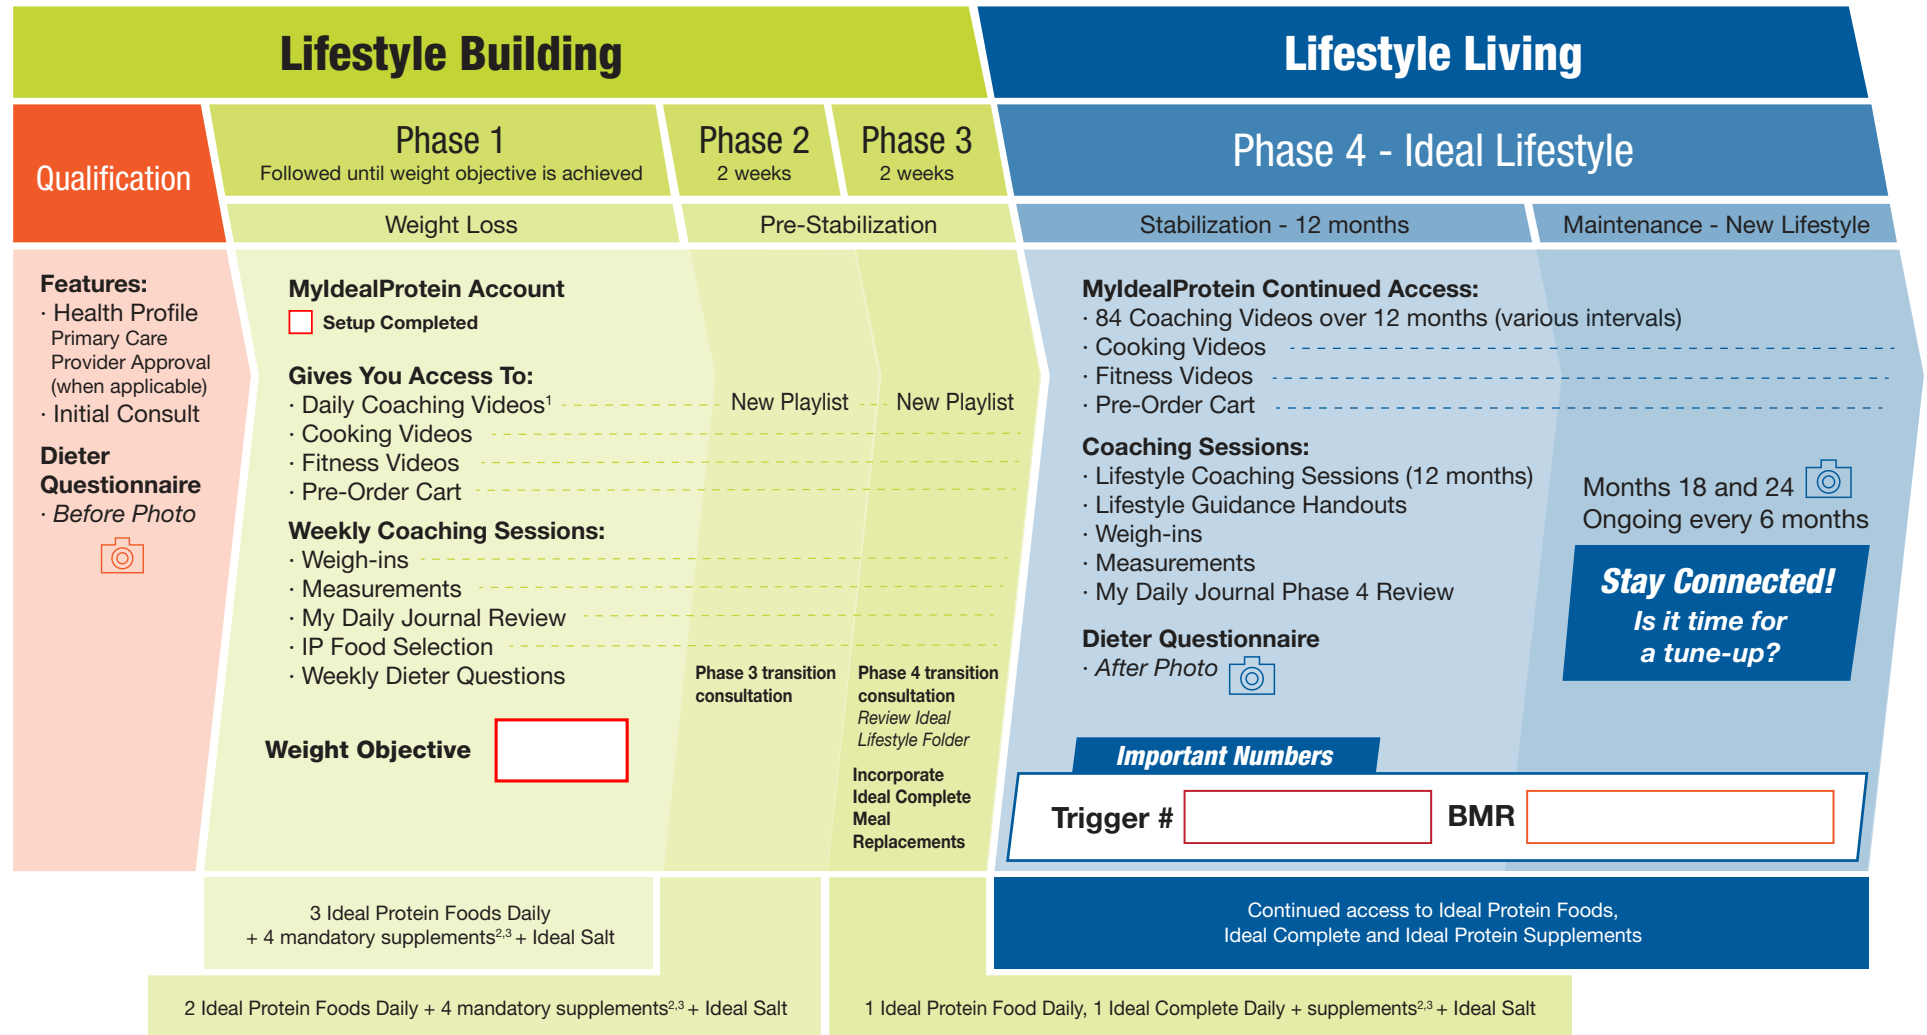 Lifestyle Building
Lifestyle Living
Qualification
Phase 1
Followed until weight objective is achieved
Phase 2
2 weeks
Phase 3
2 weeks
Phase 4 - Ideal Lifestyle
Weight Loss
Pre-Stabilization
Stabilization - 12 months
Maintenance - New Lifestyle
Features:
· Health Profile
Primary Care
Provider Approval
(when applicable)
· Initial Consult
Dieter
Questionnaire
· Before Photo
MyIdealProtein Account
Setup Completed
Gives You Access To:
· Daily Coaching Videos¹
New Playlist
New Playlist
· Cooking Videos
· Fitness Videos
· Pre-Order Cart
Weekly Coaching Sessions:
· Weigh-ins
· Measurements
· My Daily Journal Review
· IP Food Selection
· Weekly Dieter Questions
Weight Objective
Phase 3 transition
consultation
Phase 4 transition
consultation
Review Ideal
Lifestyle Folder
Incorporate
Ideal Complete
Meal
Replacements
MyIdealProtein Continued Access:
· 84 Coaching Videos over 12 months (various intervals)
· Cooking Videos
· Fitness Videos
· Pre-Order Cart
Coaching Sessions:
· Lifestyle Coaching Sessions (12 months)
· Lifestyle Guidance Handouts
· Weigh-ins
· Measurements
· My Daily Journal Phase 4 Review
Dieter Questionnaire
· After Photo
Months 18 and 24
Ongoing every 6 months
Stay Connected!
Is it time for
a tune-up?
Important Numbers
Trigger #
BMR
3 Ideal Protein Foods Daily
+ 4 mandatory supplements²,³ + Ideal Salt
Continued access to Ideal Protein Foods,
Ideal Complete and Ideal Protein Supplements
2 Ideal Protein Foods Daily + 4 mandatory supplements²,³ + Ideal Salt
1 Ideal Protein Food Daily, 1 Ideal Complete Daily + supplements²,³ + Ideal Salt